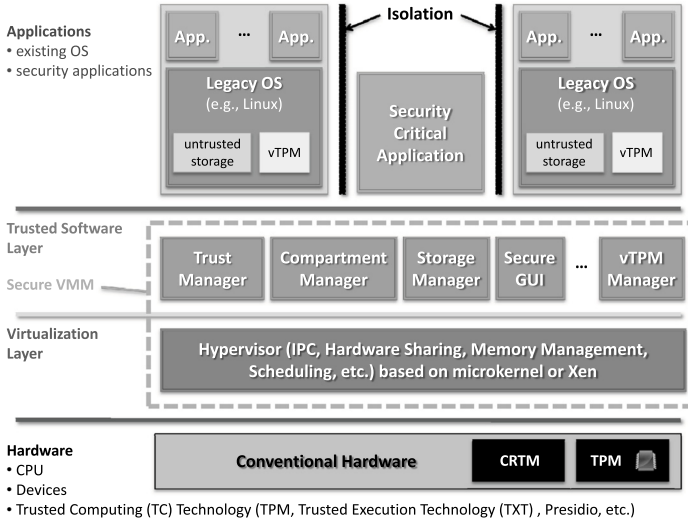 Applications
• existing OS
• security applications
App.
...
App.
Legacy OS
(e.g., Linux)
untrusted
storage
vTPM
Isolation
Security
Critical
Application
App.
...
App.
Legacy OS
(e.g., Linux)
untrusted
storage
vTPM
Trusted Software
Layer
Secure VMM
Trust
Manager
Compartment
Manager
Storage
Manager
Secure
GUI
...
vTPM
Manager
Virtualization
Layer
Hypervisor (IPC, Hardware Sharing, Memory Management,
Scheduling, etc.) based on microkernel or Xen
Hardware
• CPU
• Devices
• Trusted Computing (TC) Technology (TPM, Trusted Execution Technology (TXT) , Presidio, etc.)
Conventional Hardware
CRTM
TPM